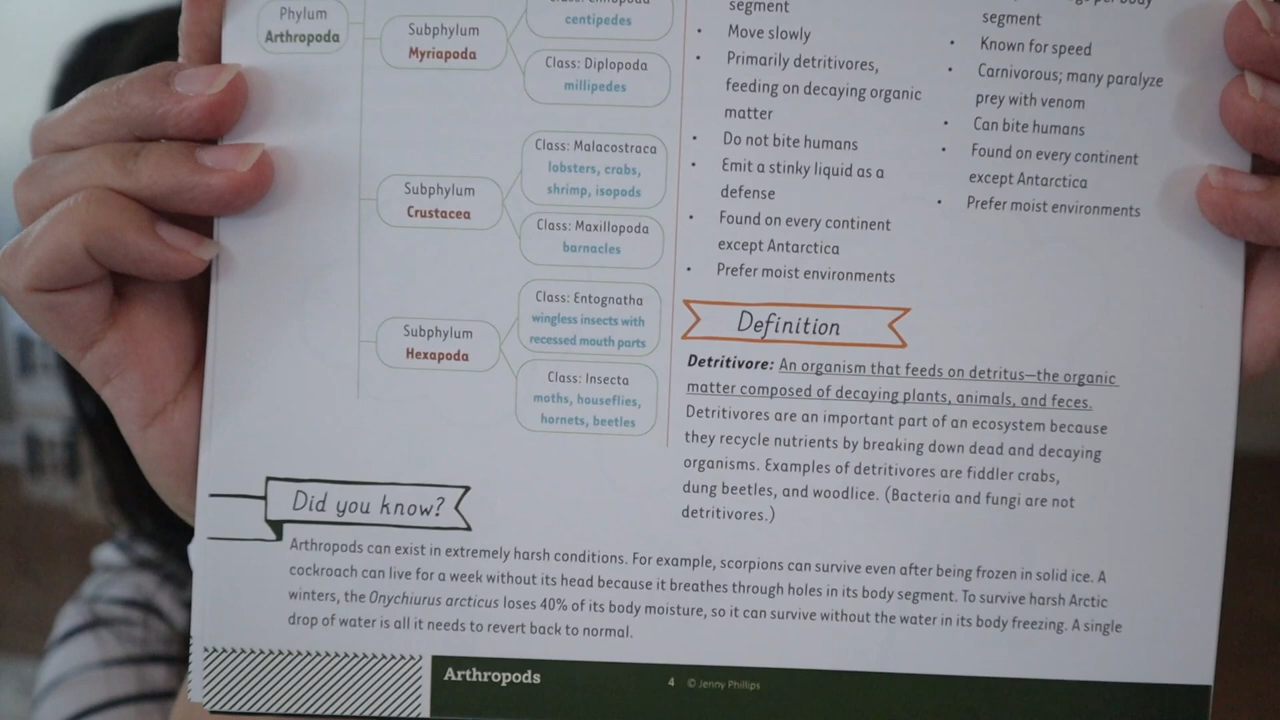 Phylum
Arthropoda
Subphylum
Myriapoda
centipedes
Class: Diplopoda
millipedes
Subphylum
Crustacea
Class: Malacostraca
lobsters, crabs,
shrimp, isopods
Class: Maxillopoda
barnacles
Subphylum
Hexapoda
Class: Entognatha
wingless insects with
recessed mouth parts
Class: Insecta
moths, houseflies,
hornets, beetles
segment
• Move slowly
• Primarily detritivores,
feeding on decaying organic
matter
• Do not bite humans
• Emit a stinky liquid as a
defense
• Found on every continent
except Antarctica
• Prefer moist environments
segment
• Known for speed
• Carnivorous; many paralyze
prey with venom
• Can bite humans
• Found on every continent
except Antarctica
• Prefer moist environments
Definition
Detritivore: An organism that feeds on detritus—the organic
matter composed of decaying plants, animals, and feces.
Detritivores are an important part of an ecosystem because
they recycle nutrients by breaking down dead and decaying
organisms. Examples of detritivores are fiddler crabs,
dung beetles, and woodlice. (Bacteria and fungi are not
detritivores.)
Did you know?
Arthropods can exist in extremely harsh conditions. For example, scorpions can survive even after being frozen in solid ice. A
cockroach can live for a week without its head because it breathes through holes in its body segment. To survive harsh Arctic
winters, the Onychiurus arcticus loses 40% of its body moisture, so it can survive without the water in its body freezing. A single
drop of water is all it needs to revert back to normal.
Arthropods
4 © Jenny Phillips